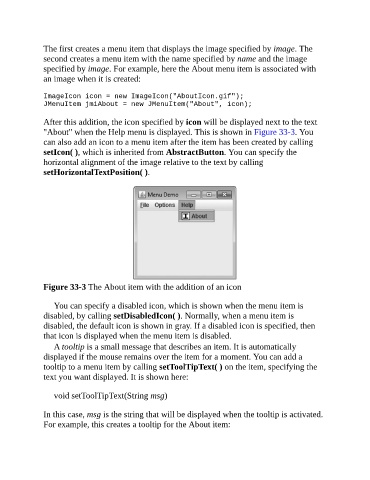 The first creates a menu item that displays the image specified by image. The
second creates a menu item with the name specified by name and the image
specified by image. For example, here the About menu item is associated with
an image when it is created:
ImageIcon icon = new ImageIcon("AboutIcon.gif");
JMenuItem jmiAbout = new JMenuItem("About", icon);
After this addition, the icon specified by icon will be displayed next to the text
"About" when the Help menu is displayed. This is shown in Figure 33-3. You
can also add an icon to a menu item after the item has been created by calling
setIcon( ), which is inherited from AbstractButton. You can specify the
horizontal alignment of the image relative to the text by calling
setHorizontalTextPosition( ).
Menu Demo
File Options Help
About
Figure 33-3 The About item with the addition of an icon
You can specify a disabled icon, which is shown when the menu item is
disabled, by calling setDisabledIcon( ). Normally, when a menu item is
disabled, the default icon is shown in gray. If a disabled icon is specified, then
that icon is displayed when the menu item is disabled.
A tooltip is a small message that describes an item. It is automatically
displayed if the mouse remains over the item for a moment. You can add a
tooltip to a menu item by calling setToolTipText( ) on the item, specifying the
text you want displayed. It is shown here:
void setToolTipText(String msg)
In this case, msg is the string that will be displayed when the tooltip is activated.
For example, this creates a tooltip for the About item: